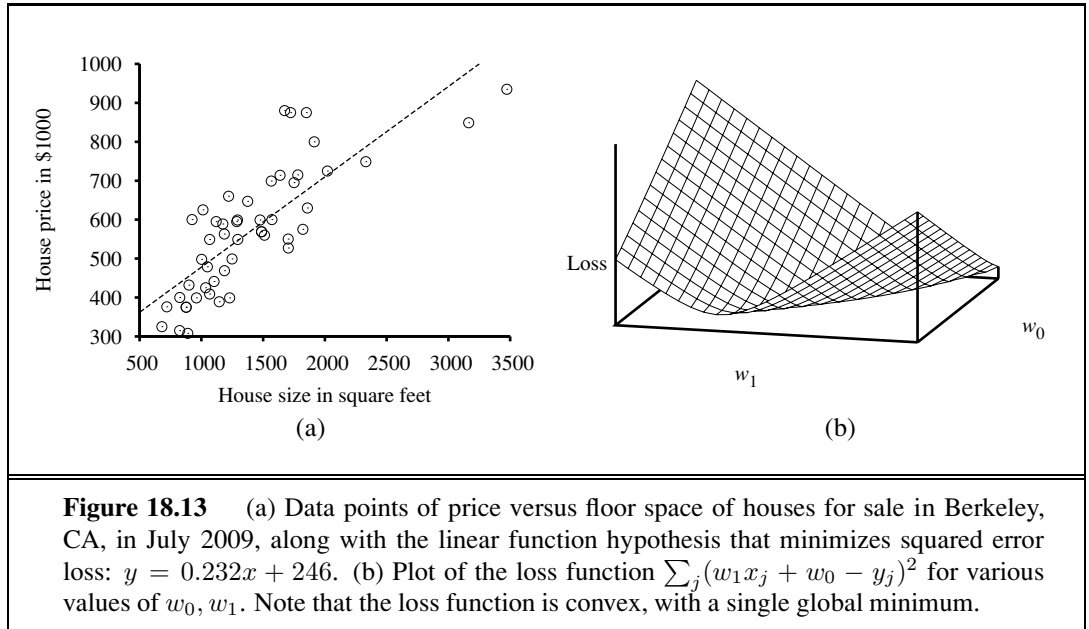 1000
900
800
700
600
500
400
300
House price in $1000
500 1000 1500 2000 2500 3000 3500
House size in square feet
(a)
Loss
w0
w1
(b)
Figure 18.13 (a) Data points of price versus floor space of houses for sale in Berkeley,
CA, in July 2009, along with the linear function hypothesis that minimizes squared error
loss: y = 0.232x + 246. (b) Plot of the loss function ∑j(w1xj + w0 − yj)² for various
values of w0, w1. Note that the loss function is convex, with a single global minimum.